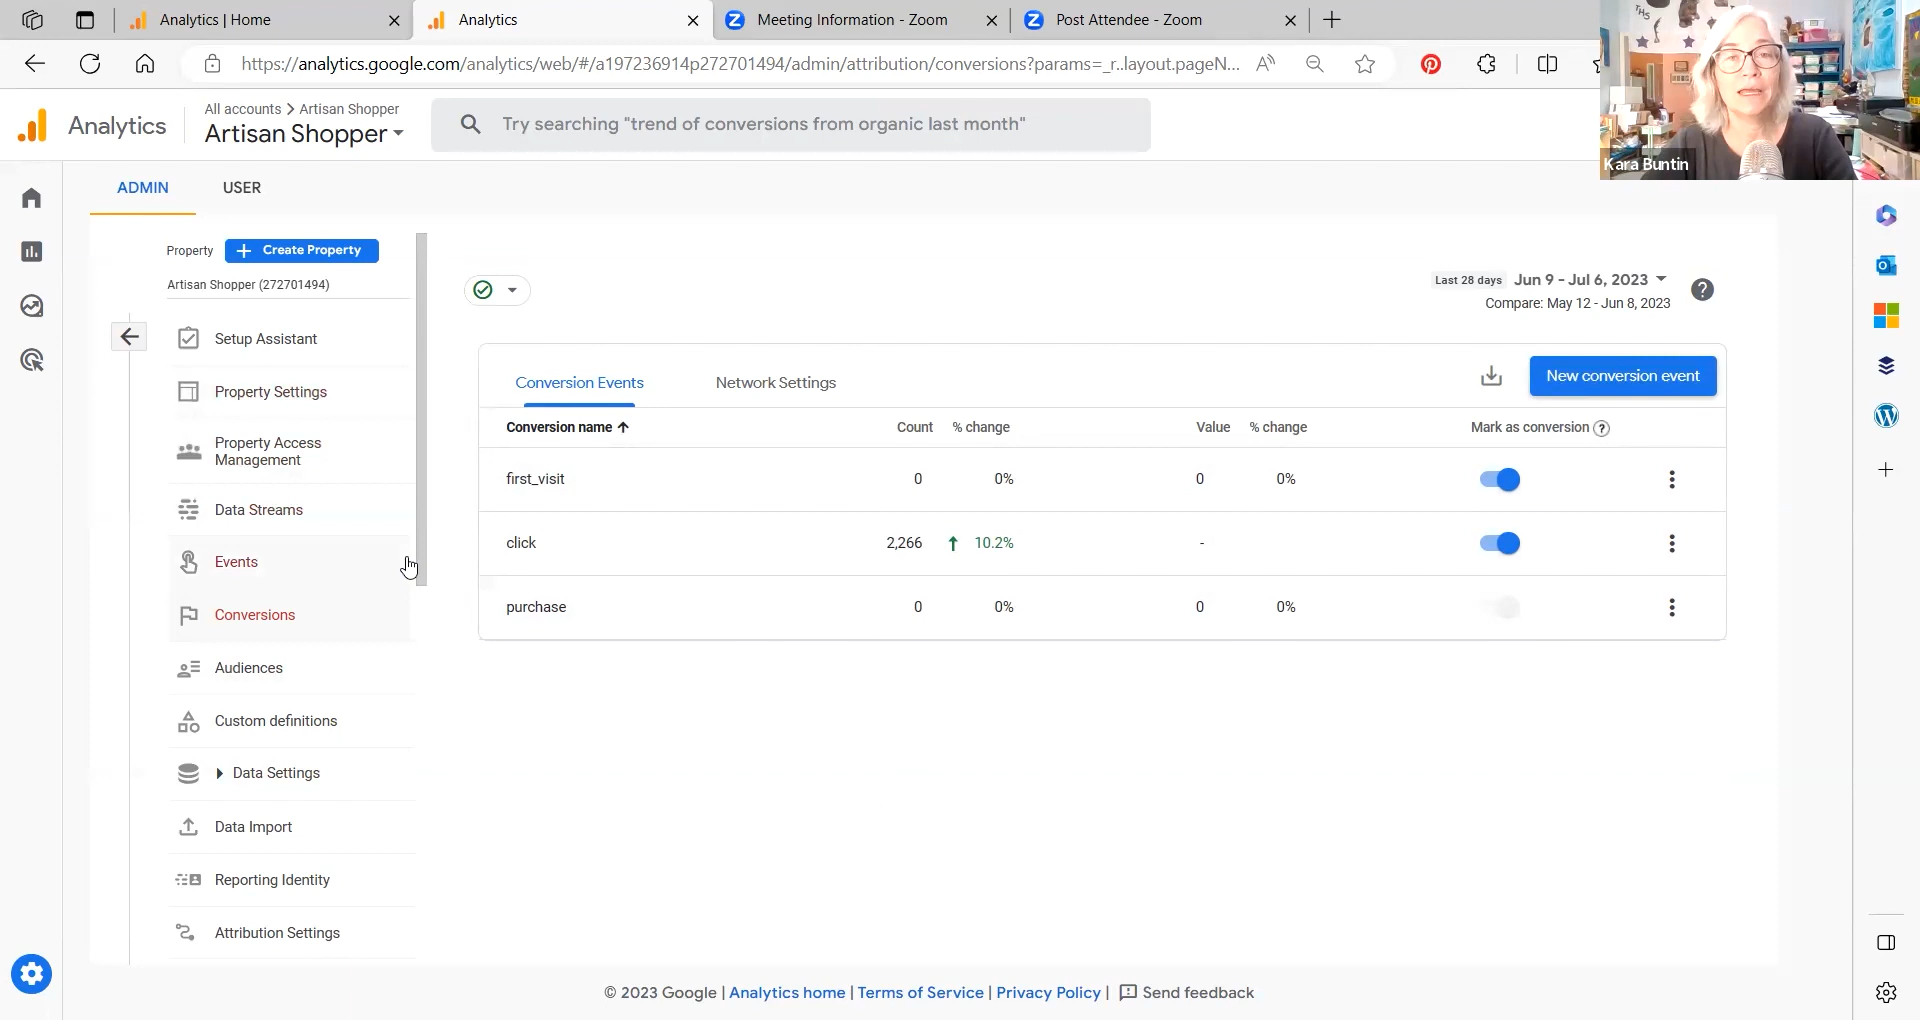 Analytics | Home
Analytics
Meeting Information - Zoom
Post Attendee - Zoom
https://analytics.google.com/analytics/web/#/a197236914p272701494/admin/attribution/conversions?params=_r..layout.pageN...
Analytics
All accounts > Artisan Shopper
Artisan Shopper
Try searching "trend of conversions from organic last month"
THS
Kara Buntin
ADMIN
USER
Property
Create Property
Artisan Shopper (272701494)
Setup Assistant
Property Settings
Property Access
Management
Data Streams
Events
Conversions
Audiences
Custom definitions
Data Settings
Data Import
Reporting Identity
Attribution Settings
Last 28 days Jun 9 - Jul 6, 2023
Compare: May 12 - Jun 8, 2023
Conversion Events
Network Settings
New conversion event
Conversion name Count % change Value % change Mark as conversion
first_visit 0 0% 0 0%
click 2,266 10.2% -
purchase 0 0% 0 0%
© 2023 Google | Analytics home | Terms of Service | Privacy Policy | Send feedback